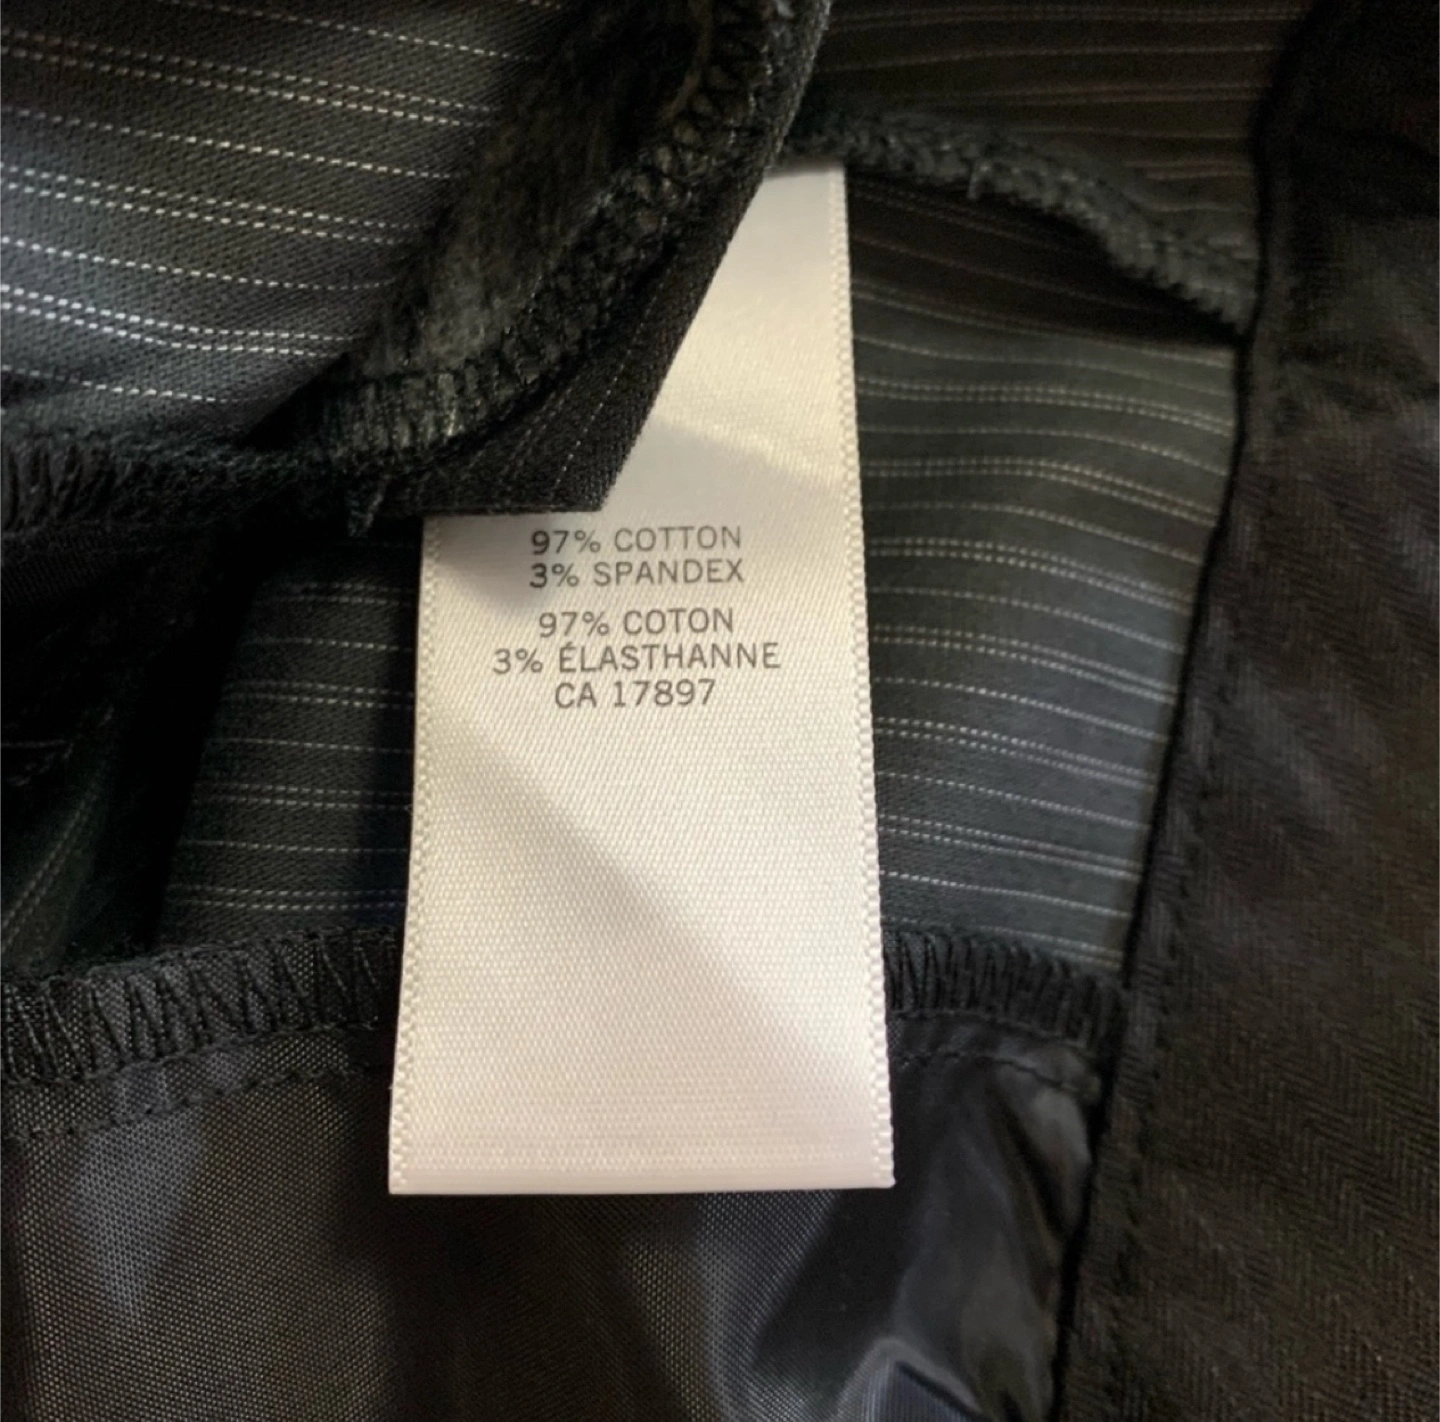 97% COTTON
3% SPANDEX
97% COTON
3% ÉLASTHANNE
CA 17897